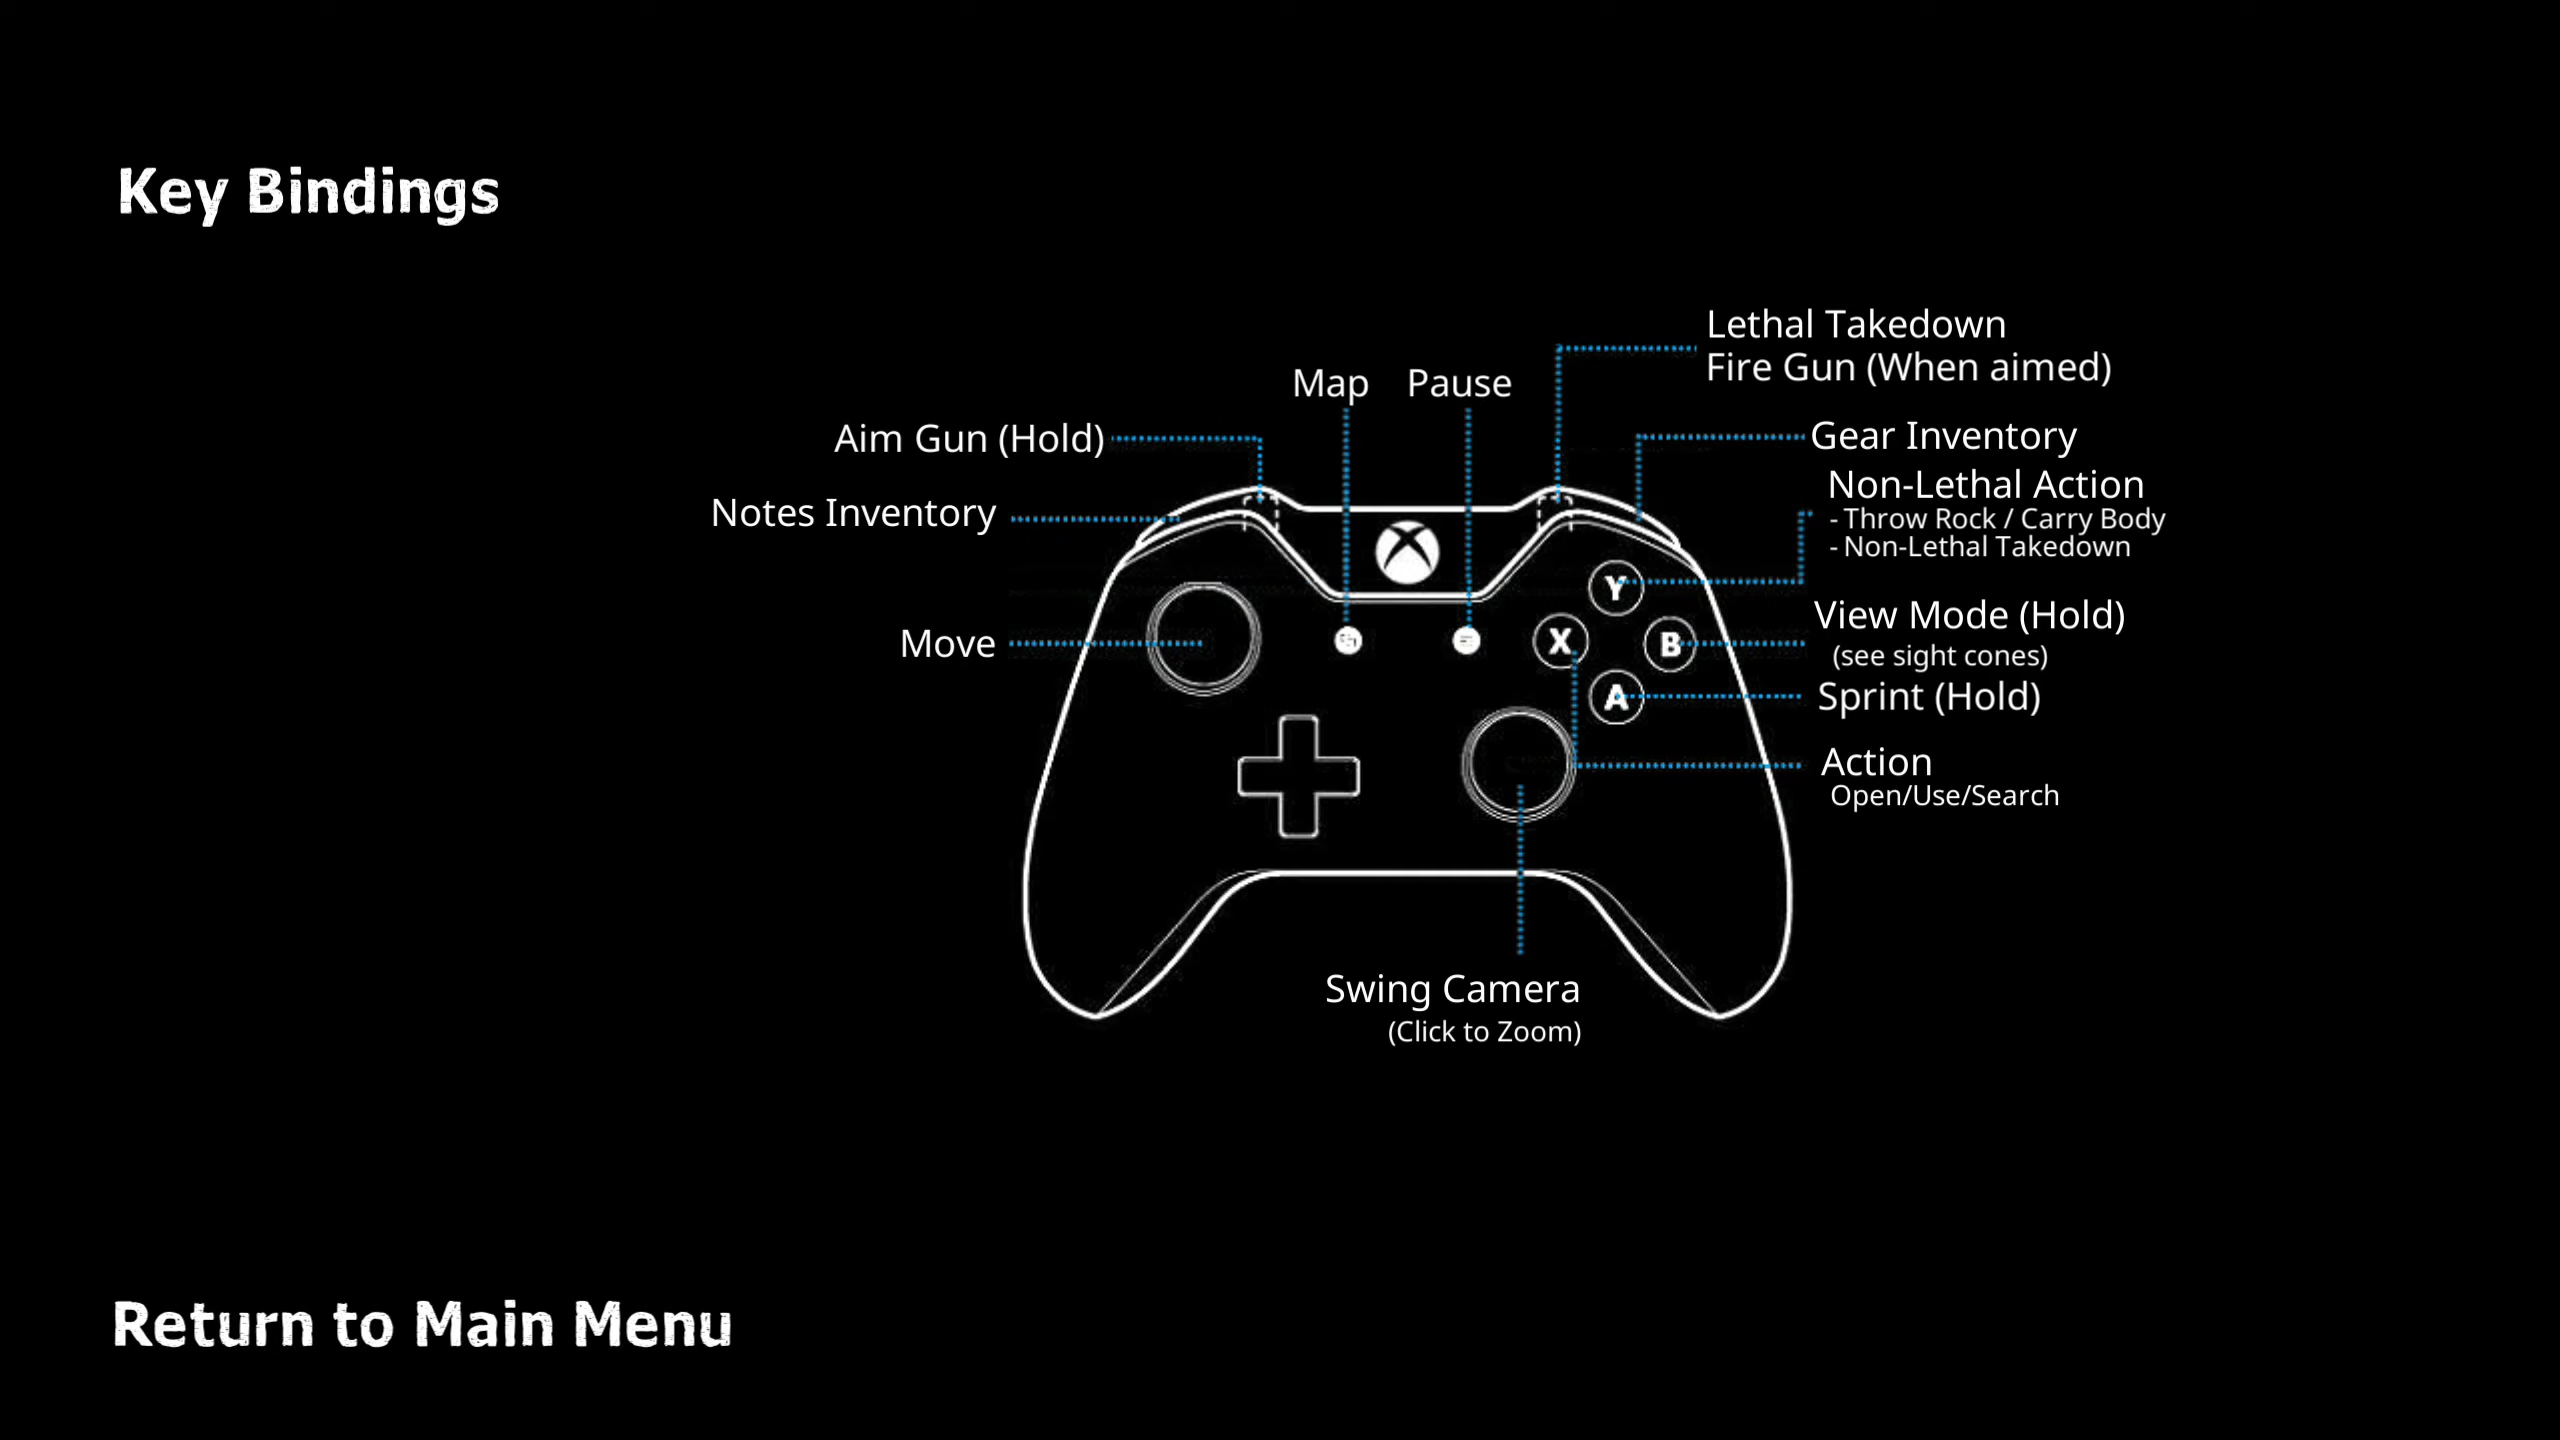 Key Bindings
Lethal Takedown
Fire Gun (When aimed)
Map
Pause
Aim Gun (Hold)
Gear Inventory
Notes Inventory
Non-Lethal Action
- Throw Rock / Carry Body
- Non-Lethal Takedown
Y
Move
X
B
View Mode (Hold)
(see sight cones)
A
Sprint (Hold)
Action
Open/Use/Search
Swing Camera
(Click to Zoom)
Return to Main Menu